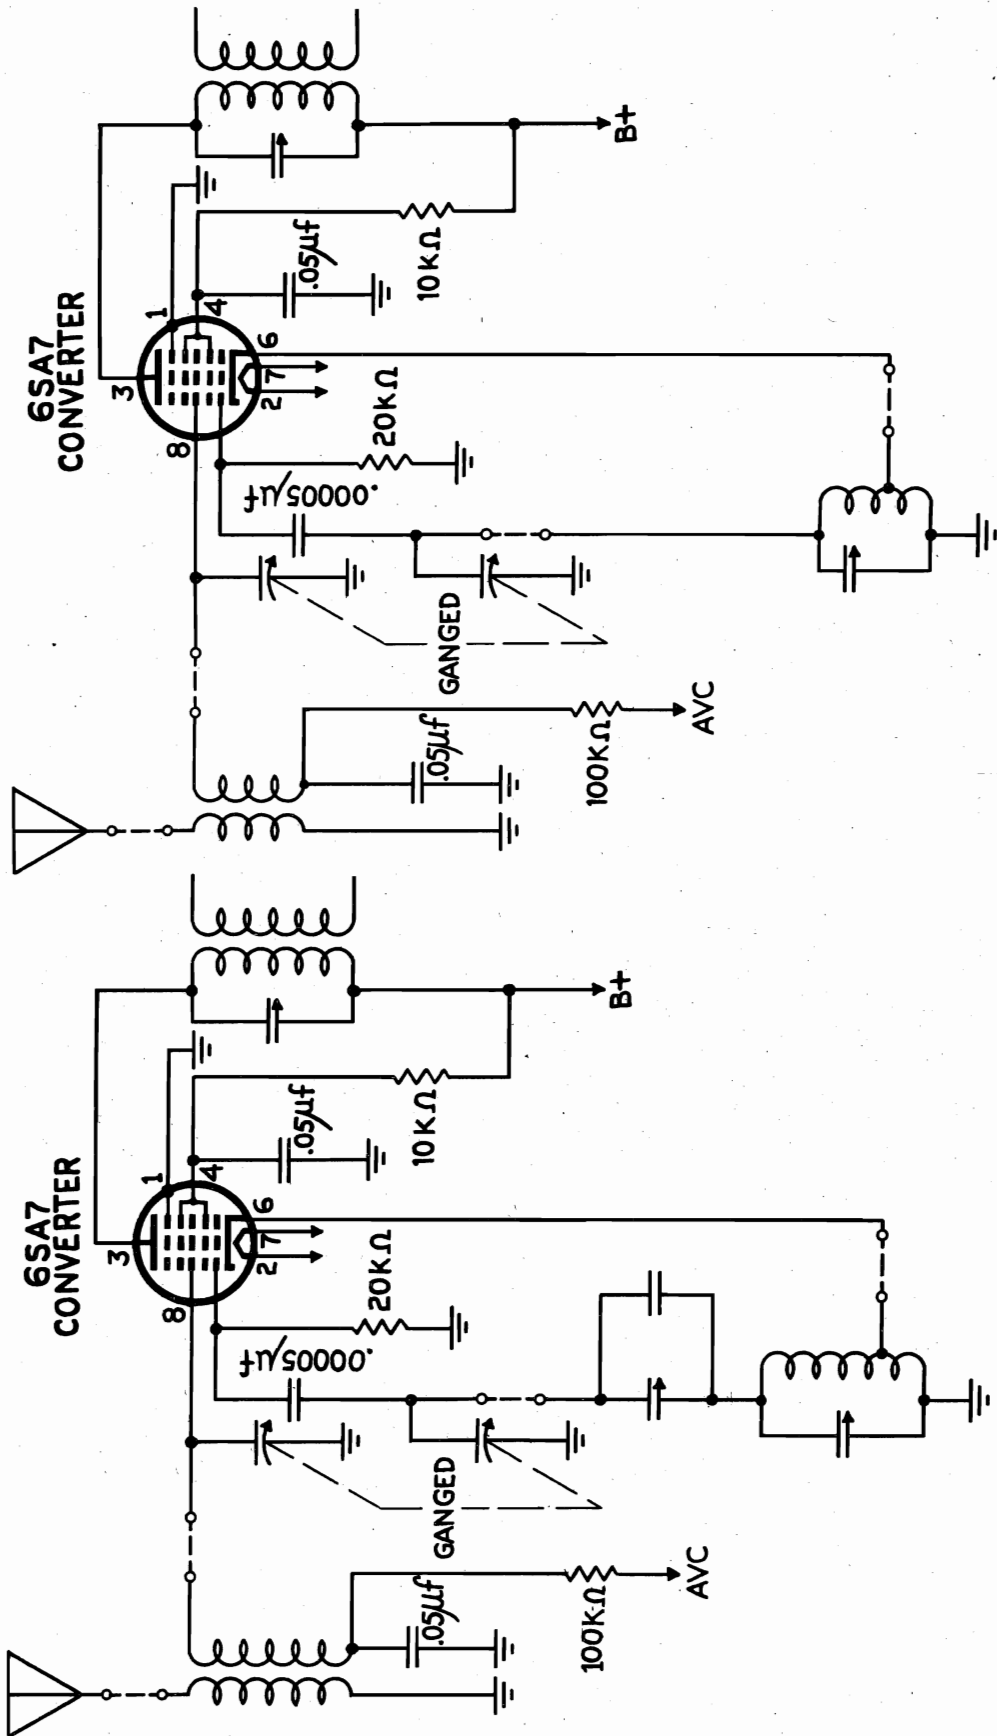 6SA7
CONVERTER
3
1
8
4
2
7
6
.00005µf
.05µf
20KΩ
10KΩ
GANGED
.05µf
100KΩ
AVC
B+
6SA7
CONVERTER
3
1
8
4
2
7
6
.00005µf
.05µf
20KΩ
10KΩ
GANGED
.05µf
100KΩ
AVC
B+